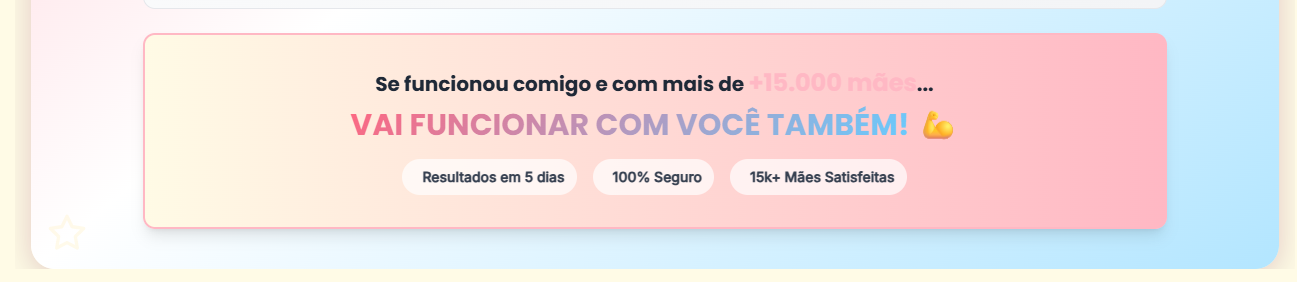 Se funcionou comigo e com mais de +15.000 mães...
VAI FUNCIONAR COM VOCÊ TAMBÉM! 💪
Resultados em 5 dias
100% Seguro
15k+ Mães Satisfeitas